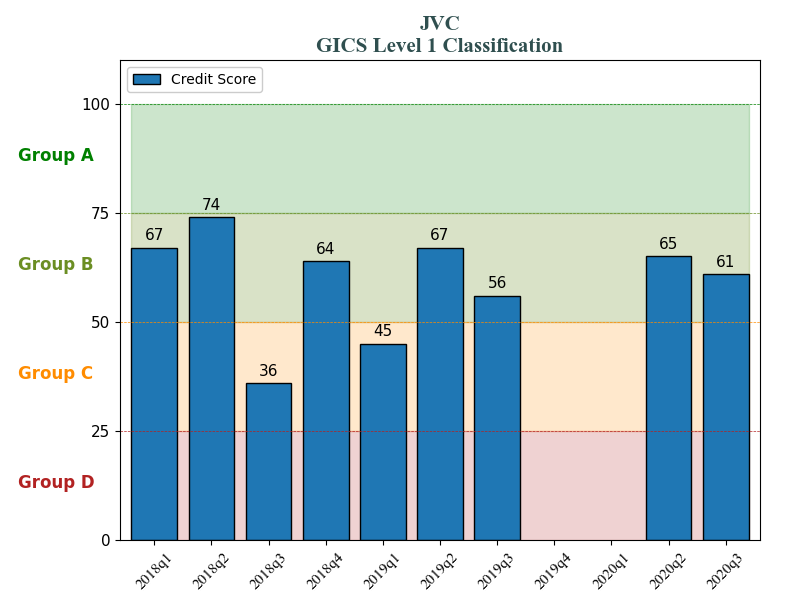 JVC
GICS Level 1 Classification
Credit Score
100
75
50
25
0
Group A
Group B
Group C
Group D
67
74
36
64
45
67
56
65
61
2018q1
2018q2
2018q3
2018q4
2019q1
2019q2
2019q3
2019q4
2020q1
2020q2
2020q3